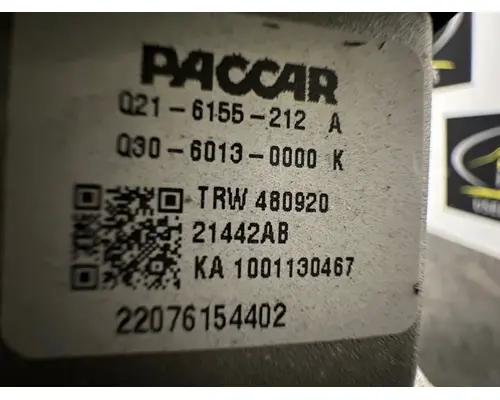 PACCAR
Q21-6155-212 A
Q30-6013-0000 K
TRW 480920
21442AB
KA 1001130467
22076154402